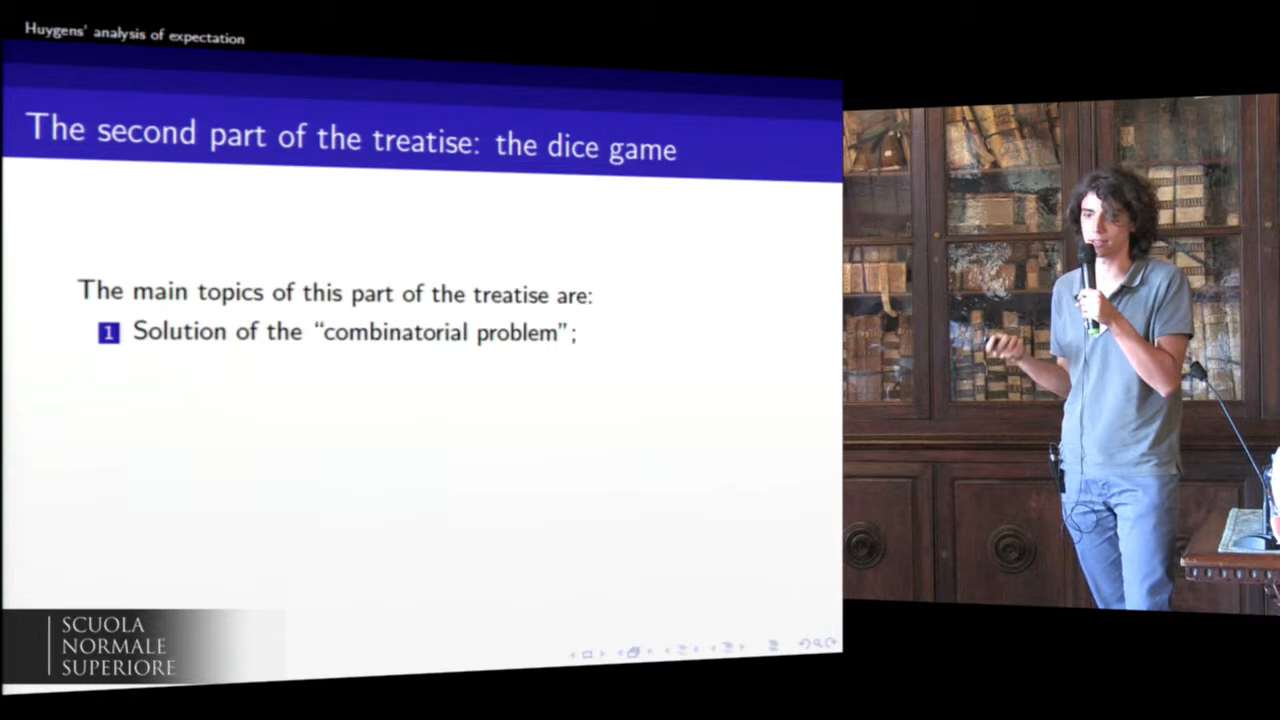 Huygens' analysis of expectation
The second part of the treatise: the dice game
The main topics of this part of the treatise are:
1 Solution of the “combinatorial problem”;
SCUOLA
NORMALE
SUPERIORE